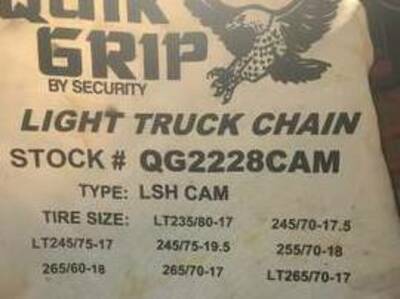 QUIK
GRIP
BY SECURITY
LIGHT TRUCK CHAIN
STOCK # QG2228CAM
TYPE: LSH CAM
TIRE SIZE: LT235/80-17 245/70-17.5
LT245/75-17 245/75-19.5 255/70-18
265/60-18 265/70-17 LT265/70-17